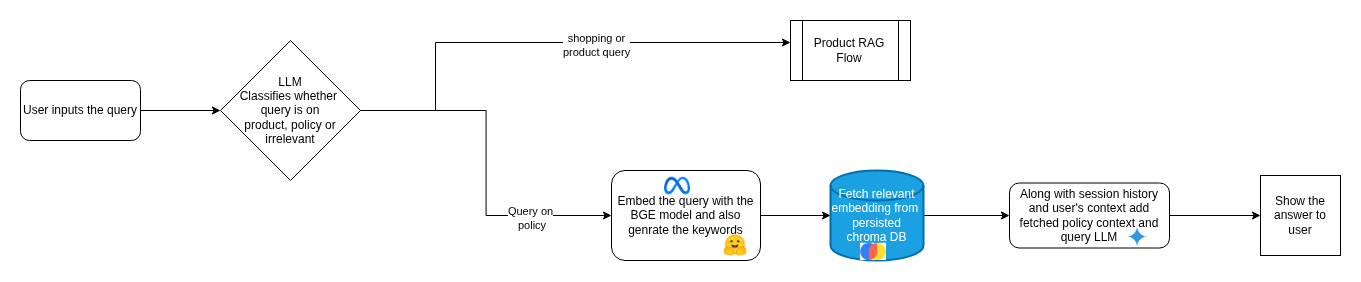 User inputs the query
LLM
Classifies whether
query is on
product, policy or
irrelevant
shopping or
product query
Product RAG
Flow
Query on
policy
Embed the query with the
BGE model and also
genrate the keywords
Fetch relevant
embedding from
persisted
chroma DB
Along with session history
and user's context add
fetched policy context and
query LLM
Show the
answer to
user